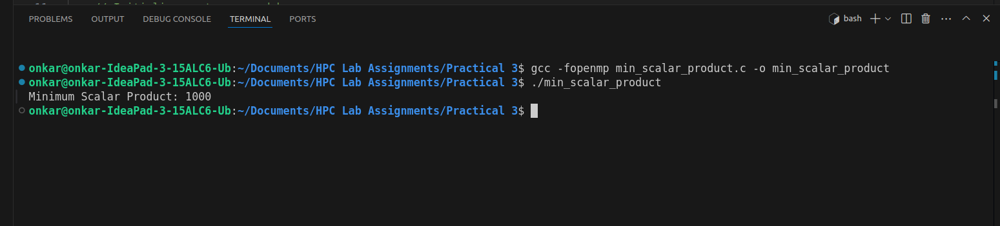 PROBLEMS OUTPUT DEBUG CONSOLE TERMINAL PORTS bash
onkar@onkar-IdeaPad-3-15ALC6-Ub:~/Documents/HPC Lab Assignments/Practical 3$ gcc -fopenmp min_scalar_product.c -o min_scalar_product
onkar@onkar-IdeaPad-3-15ALC6-Ub:~/Documents/HPC Lab Assignments/Practical 3$ ./min_scalar_product
Minimum Scalar Product: 1000
onkar@onkar-IdeaPad-3-15ALC6-Ub:~/Documents/HPC Lab Assignments/Practical 3$